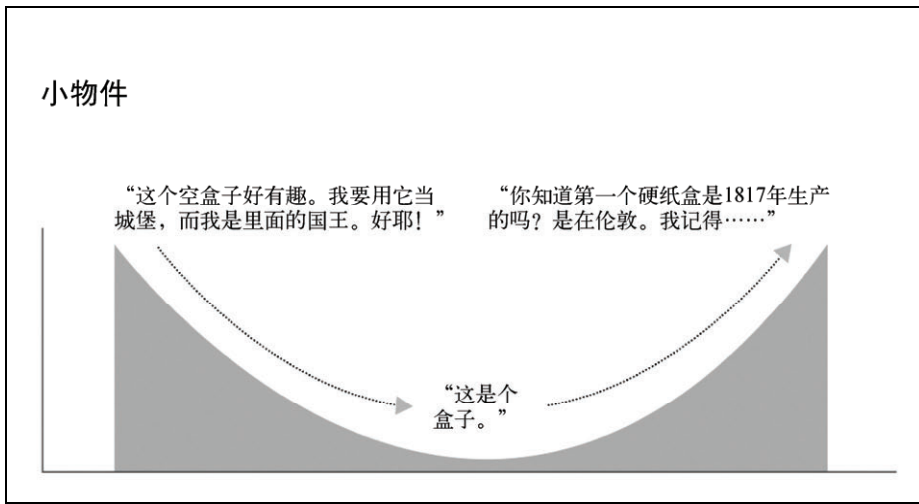 小物件
“这个空盒子好有趣。我要用它当
城堡，而我是里面的国王。好耶！”
“你知道第一个硬纸盒是1817年生产
的吗？是在伦敦。我记得……”
“这是个
盒子。”